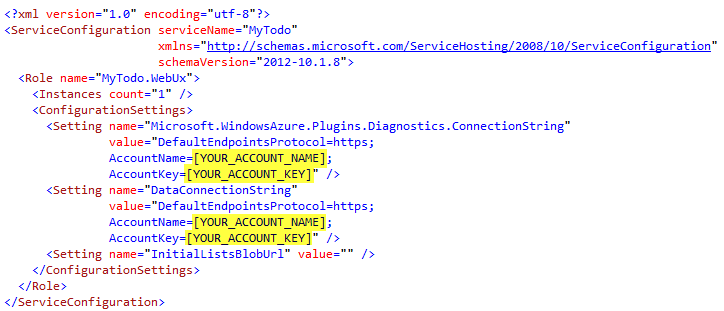 <?xml version="1.0" encoding="utf-8"?>
<ServiceConfiguration serviceName="MyTodo"
xmlns="http://schemas.microsoft.com/ServiceHosting/2008/10/ServiceConfiguration"
schemaVersion="2012-10.1.8">
<Role name="MyTodo.WebUx">
<Instances count="1" />
<ConfigurationSettings>
<Setting name="Microsoft.WindowsAzure.Plugins.Diagnostics.ConnectionString"
value="DefaultEndpointsProtocol=https;
AccountName=[YOUR_ACCOUNT_NAME];
AccountKey=[YOUR_ACCOUNT_KEY]" />
<Setting name="DataConnectionString"
value="DefaultEndpointsProtocol=https;
AccountName=[YOUR_ACCOUNT_NAME];
AccountKey=[YOUR_ACCOUNT_KEY]" />
<Setting name="InitialListsBlobUrl" value="" />
</ConfigurationSettings>
</Role>
</ServiceConfiguration>